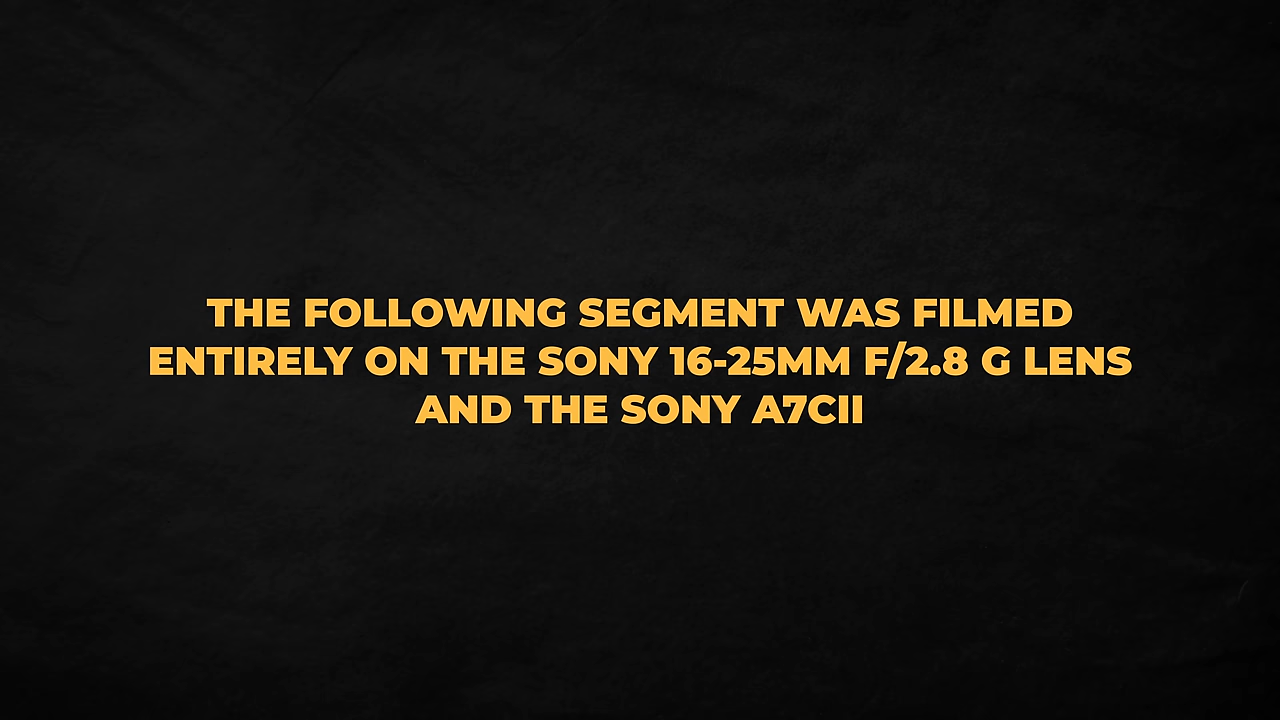 THE FOLLOWING SEGMENT WAS FILMED
ENTIRELY ON THE SONY 16-25MM F/2.8 G LENS
AND THE SONY A7CII